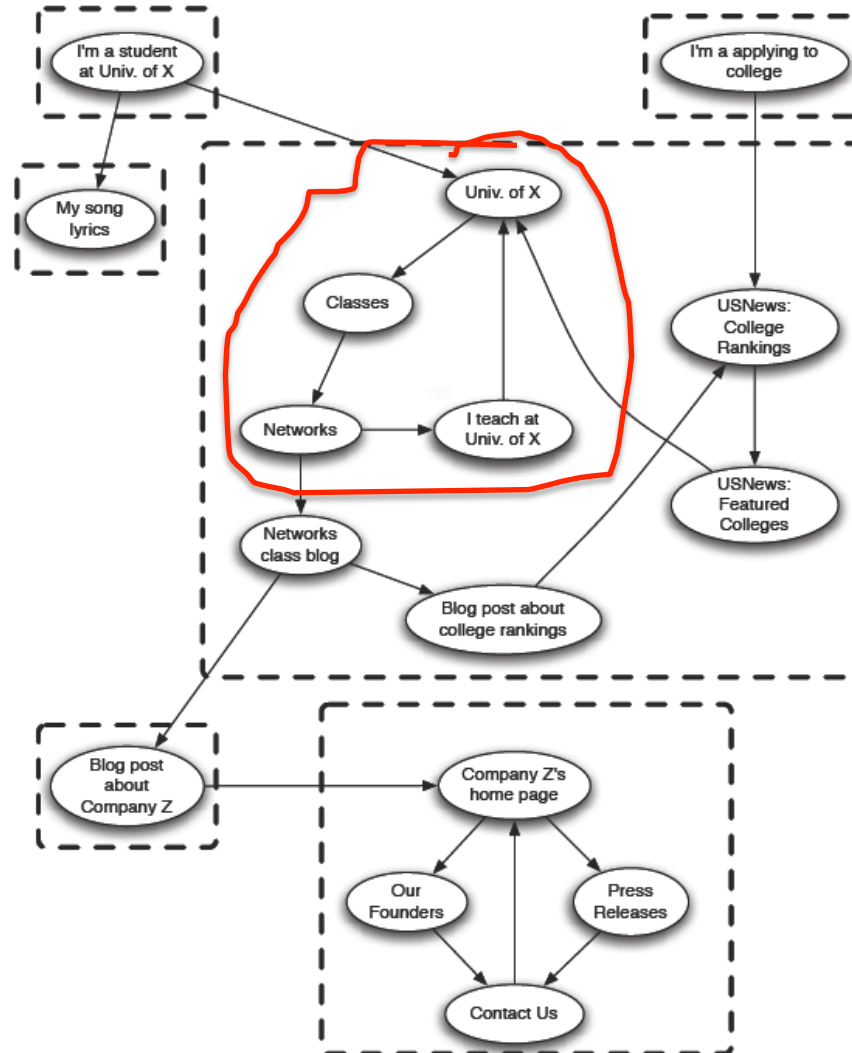 I'm a student
at Univ. of X
I'm a applying to
college
My song
lyrics
Univ. of X
Classes
USNews:
College
Rankings
Networks
I teach at
Univ. of X
USNews:
Featured
Colleges
Networks
class blog
Blog post about
college rankings
Blog post
about
Company Z
Company Z's
home page
Our
Founders
Press
Releases
Contact Us